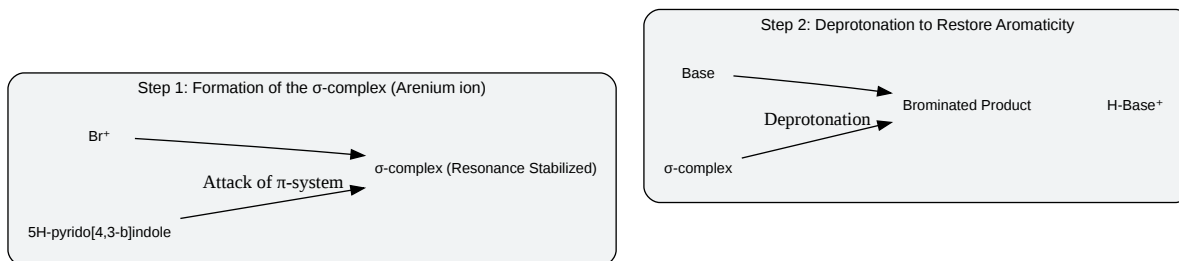 Step 1: Formation of the σ-complex (Arenium ion)
Br⁺
σ-complex (Resonance Stabilized)
Attack of π-system
5H-pyrido[4,3-b]indole
Step 2: Deprotonation to Restore Aromaticity
Base
Brominated Product
H-Base⁺
Deprotonation
σ-complex